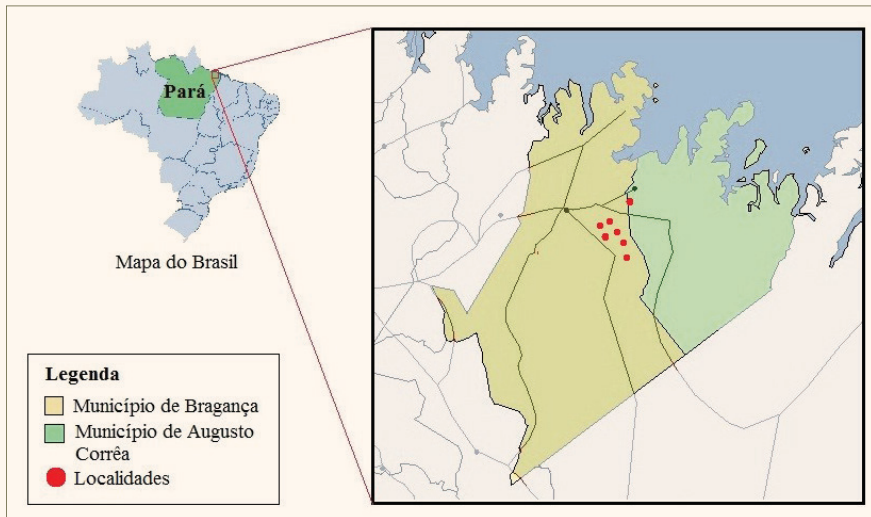 Pará
Mapa do Brasil
Legenda
Município de Bragança
Município de Augusto
Corrêa
Localidades